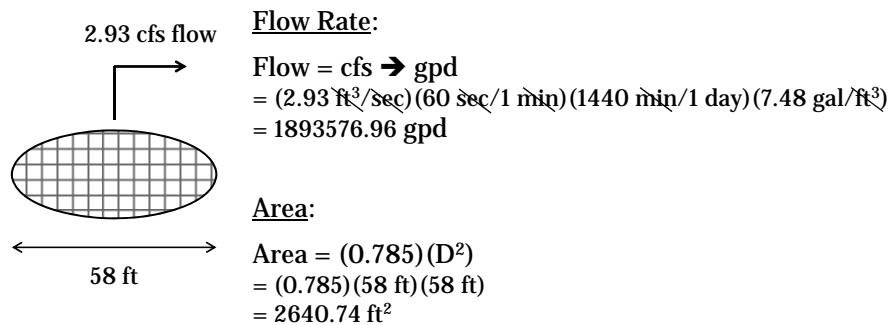 2.93 cfs flow
58 ft
Flow Rate:
Flow = cfs → gpd
= (2.93 ft³/sec)(60 sec/1 min)(1440 min/1 day)(7.48 gal/ft³)
= 1893576.96 gpd
Area:
Area = (0.785)(D²)
= (0.785)(58 ft)(58 ft)
= 2640.74 ft²